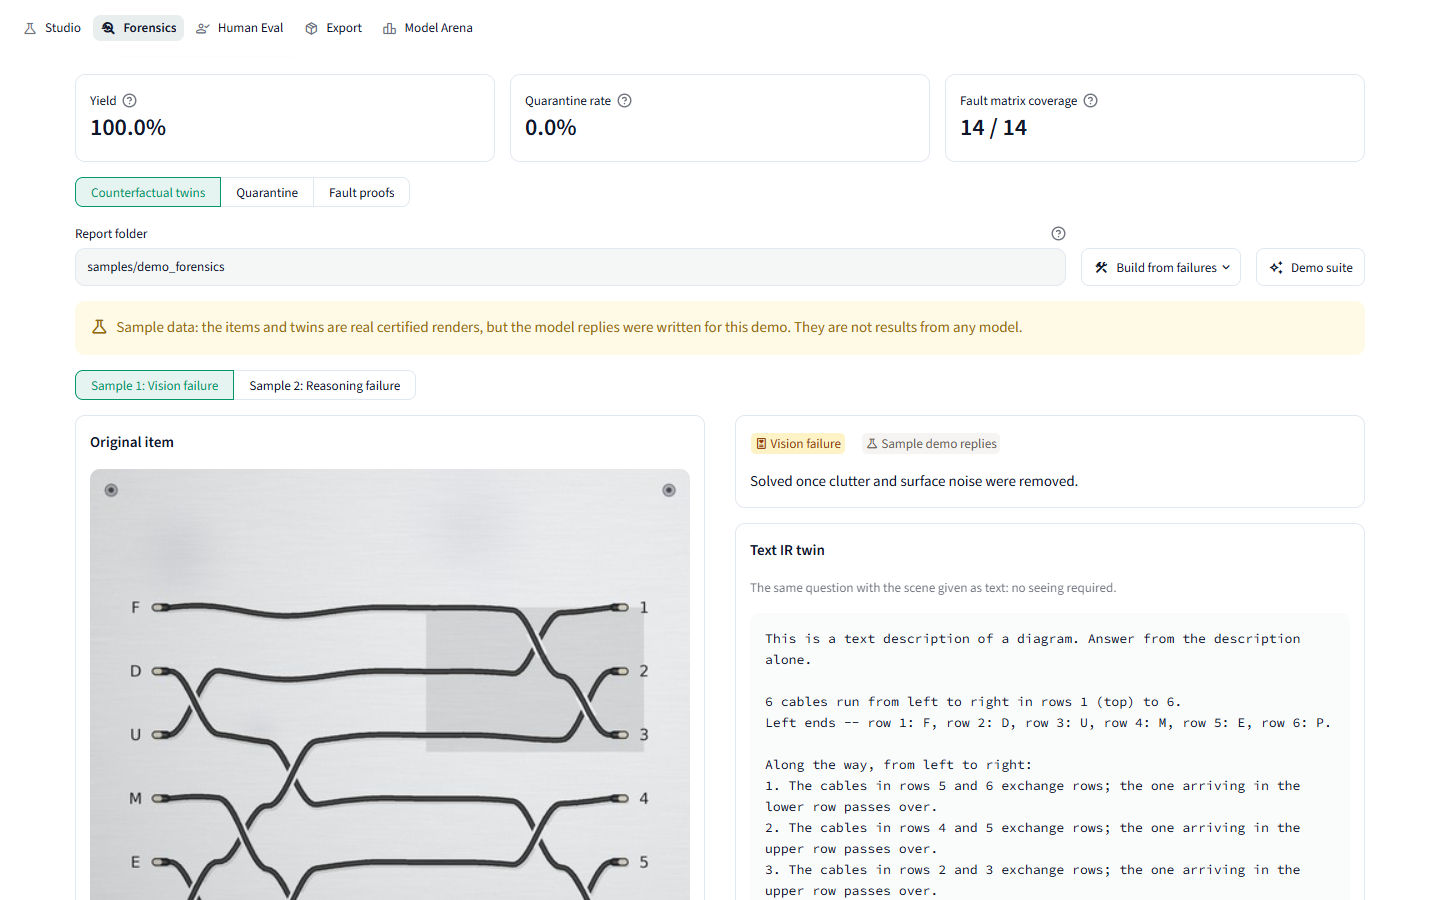 Studio Forensics Human Eval Export Model Arena
Yield
100.0%
Quarantine rate
0.0%
Fault matrix coverage
14 / 14
Counterfactual twins Quarantine Fault proofs
Report folder
samples/demo_forensics
Build from failures
Demo suite
Sample data: the items and twins are real certified renders, but the model replies were written for this demo. They are not results from any model.
Sample 1: Vision failure Sample 2: Reasoning failure
Original item
F 1
D 2
U 3
M 4
E 5
Vision failure Sample demo replies
Solved once clutter and surface noise were removed.
Text IR twin
The same question with the scene given as text: no seeing required.
This is a text description of a diagram. Answer from the description
alone.
6 cables run from left to right in rows 1 (top) to 6.
Left ends -- row 1: F, row 2: D, row 3: U, row 4: M, row 5: E, row 6: P.
Along the way, from left to right:
1. The cables in rows 5 and 6 exchange rows; the one arriving in the
lower row passes over.
2. The cables in rows 4 and 5 exchange rows; the one arriving in the
upper row passes over.
3. The cables in rows 2 and 3 exchange rows; the one arriving in the
upper row passes over.